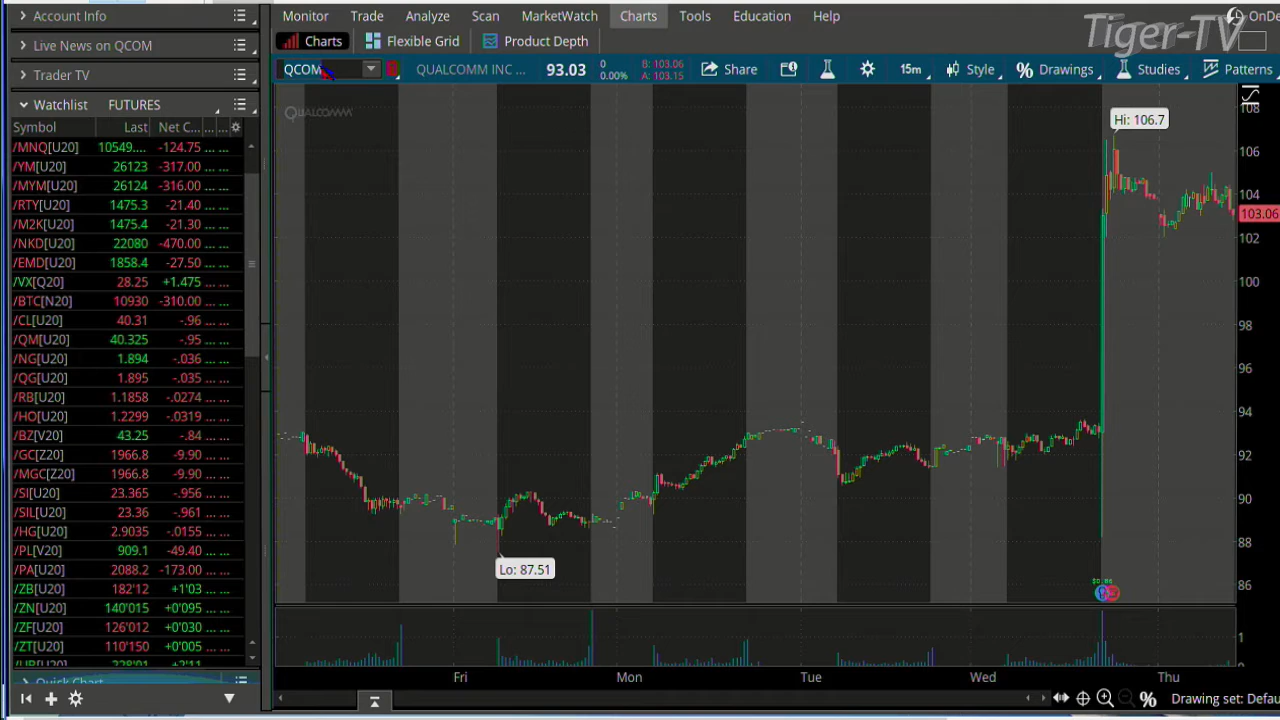 Account Info
Monitor Trade Analyze Scan MarketWatch Charts Tools Education Help
Tiger-TV
OnDe
Live News on QCOM
Charts Flexible Grid Product Depth
Trader TV
QCOM QUALCOMM INC ... 93.03 0 0.00% B: 103.06 A: 103.15 Share 15m Style Drawings Studies Patterns
Watchlist FUTURES
Symbol Last Net C... ... ...
/MNQ[U20] 10549.... -124.75
/YM[U20] 26123 -317.00
/MYM[U20] 26124 -316.00
/RTY[U20] 1475.3 -21.40
/M2K[U20] 1475.4 -21.30
/NKD[U20] 22080 -470.00 ... ...
/EMD[U20] 1858.4 -27.50
/VX[Q20] 28.25 +1.475 ... ...
/BTC[N20] 10930 -310.00 ... ...
/CL[U20] 40.31 -.96 ... ...
/QM[U20] 40.325 -.95 ... ...
/NG[U20] 1.894 -.036 ... ...
/QG[U20] 1.895 -.035 ... ...
/RB[U20] 1.1858 -.0274 ... ...
/HO[U20] 1.2299 -.0319 ... ...
/BZ[V20] 43.25 -.84 ... ...
/GC[Z20] 1966.8 -9.90 ... ...
/MGC[Z20] 1966.8 -9.90 ... ...
/SI[U20] 23.365 -.956 ... ...
/SIL[U20] 23.36 -.961 ... ...
/HG[U20] 2.9035 -.0155 ... ...
/PL[V20] 909.1 -49.40 ... ...
/PA[U20] 2088.2 -173.00 ... ...
/ZB[U20] 182'12 +1'03 ... ...
/ZN[U20] 140'015 +0'095 ... ...
/ZF[U20] 126'012 +0'030 ... ...
/ZT[U20] 110'150 +0'005 ... ...
/UB[U20] 228'01 +2'11
Quick Chart
QUALCOMM
Hi: 106.7
Lo: 87.51
108
106
104
103.06
102
100
98
96
94
92
90
88
86
1
0
Fri Mon Tue Wed Thu
Drawing set: Defau